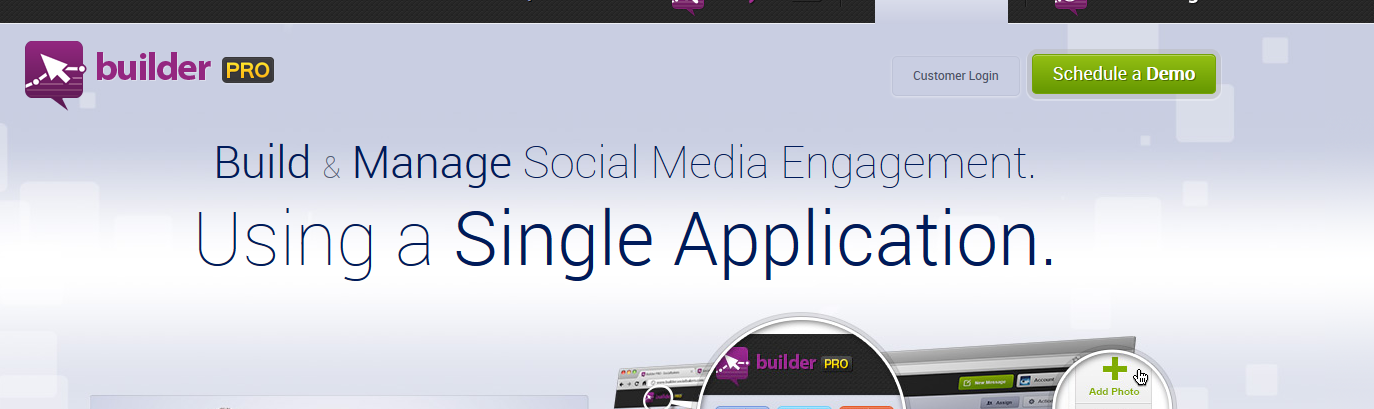 builder PRO
Customer Login
Schedule a Demo
Build & Manage Social Media Engagement.
Using a Single Application.
builder PRO
New Message
Account
Assign
PRO
Add Photo